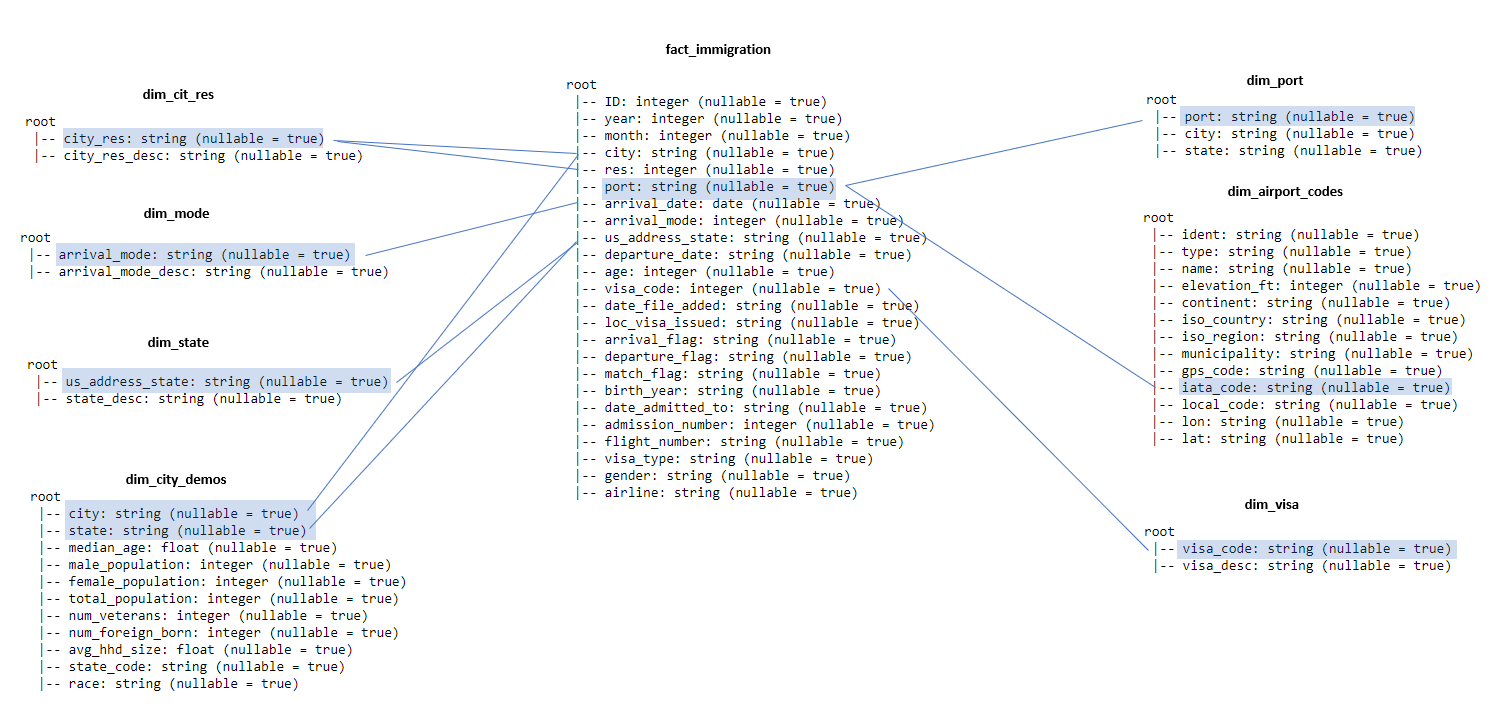 fact_immigration
root
|-- ID: integer (nullable = true)
|-- year: integer (nullable = true)
|-- month: integer (nullable = true)
|-- city: string (nullable = true)
|-- res: integer (nullable = true)
|-- port: string (nullable = true)
|-- arrival_date: date (nullable = true)
|-- arrival_mode: integer (nullable = true)
|-- us_address_state: string (nullable = true)
|-- departure_date: string (nullable = true)
|-- age: integer (nullable = true)
|-- visa_code: integer (nullable = true)
|-- date_file_added: string (nullable = true)
|-- loc_visa_issued: string (nullable = true)
|-- arrival_flag: string (nullable = true)
|-- departure_flag: string (nullable = true)
|-- match_flag: string (nullable = true)
|-- birth_year: string (nullable = true)
|-- date_admitted_to: string (nullable = true)
|-- admission_number: integer (nullable = true)
|-- flight_number: string (nullable = true)
|-- visa_type: string (nullable = true)
|-- gender: string (nullable = true)
|-- airline: string (nullable = true)
dim_cit_res
root
|-- city_res: string (nullable = true)
|-- city_res_desc: string (nullable = true)
dim_mode
root
|-- arrival_mode: string (nullable = true)
|-- arrival_mode_desc: string (nullable = true)
dim_state
root
|-- us_address_state: string (nullable = true)
|-- state_desc: string (nullable = true)
dim_city_demos
root
|-- city: string (nullable = true)
|-- state: string (nullable = true)
|-- median_age: float (nullable = true)
|-- male_population: integer (nullable = true)
|-- female_population: integer (nullable = true)
|-- total_population: integer (nullable = true)
|-- num_veterans: integer (nullable = true)
|-- num_foreign_born: integer (nullable = true)
|-- avg_hhd_size: float (nullable = true)
|-- state_code: string (nullable = true)
|-- race: string (nullable = true)
dim_port
root
|-- port: string (nullable = true)
|-- city: string (nullable = true)
|-- state: string (nullable = true)
dim_airport_codes
root
|-- ident: string (nullable = true)
|-- type: string (nullable = true)
|-- name: string (nullable = true)
|-- elevation_ft: integer (nullable = true)
|-- continent: string (nullable = true)
|-- iso_country: string (nullable = true)
|-- iso_region: string (nullable = true)
|-- municipality: string (nullable = true)
|-- gps_code: string (nullable = true)
|-- iata_code: string (nullable = true)
|-- local_code: string (nullable = true)
|-- lon: string (nullable = true)
|-- lat: string (nullable = true)
dim_visa
root
|-- visa_code: string (nullable = true)
|-- visa_desc: string (nullable = true)